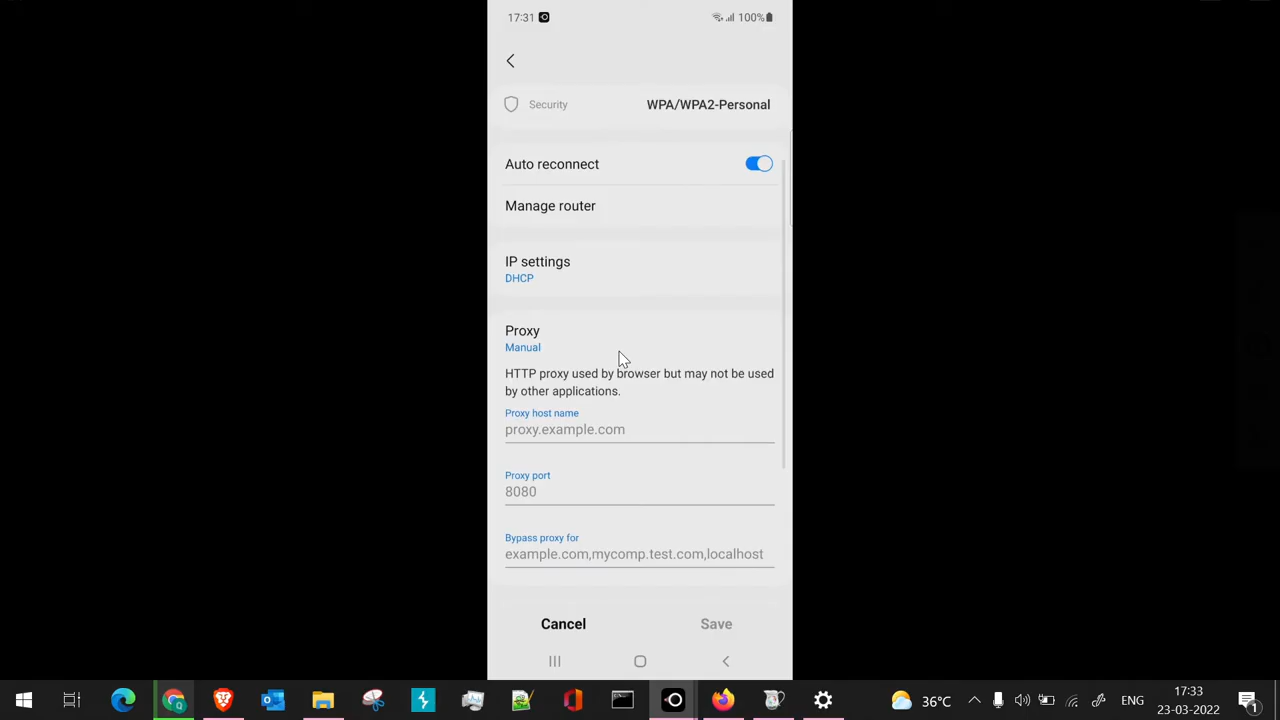 17:31
100%
Security
WPA/WPA2-Personal
Auto reconnect
Manage router
IP settings
DHCP
Proxy
Manual
HTTP proxy used by browser but may not be used
by other applications.
Proxy host name
proxy.example.com
Proxy port
8080
Bypass proxy for
example.com,mycomp.test.com,localhost
Cancel
Save
36°C
ENG
17:33
23-03-2022
1